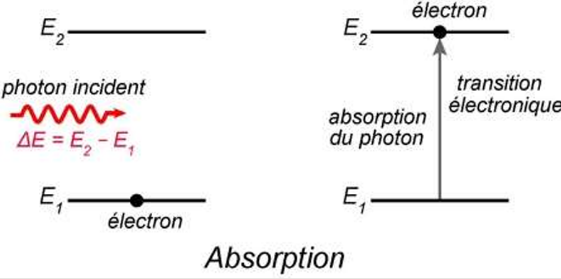 E2
photon incident
ΔE = E2 − E1
E1
électron
électron
E2
absorption
du photon
transition
électronique
E1
Absorption